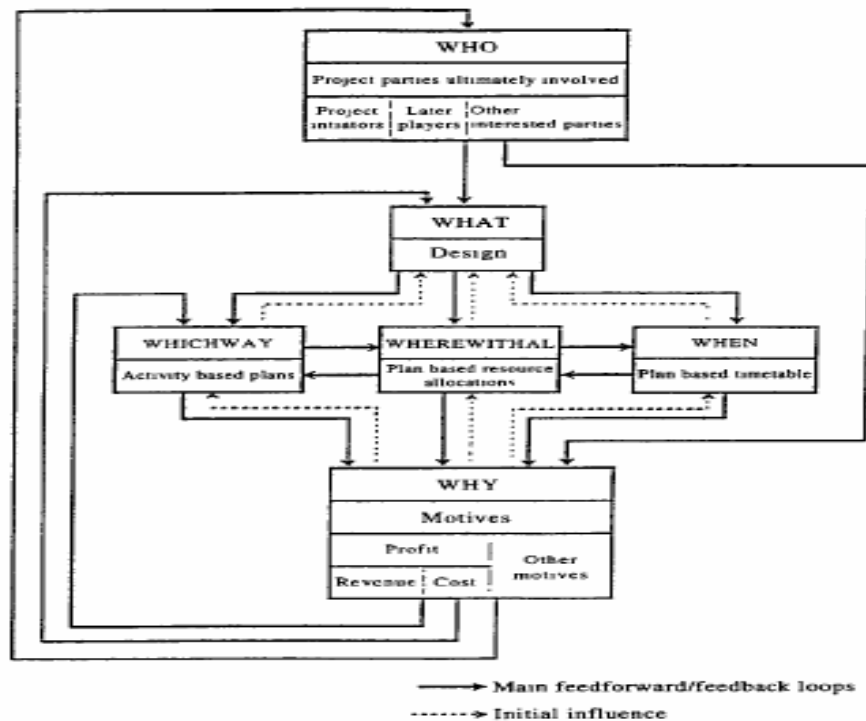 WHO
Project parties ultimately involved
Project Later Other
initiators players interested parties
WHAT
Design
WHICHWAY
Activity based plans
WHEREWITHAL
Plan based resource
allocations
WHEN
Plan based timetable
WHY
Motives
Profit
Revenue Cost
Other
motives
Main feedforward/feedback loops
Initial influence